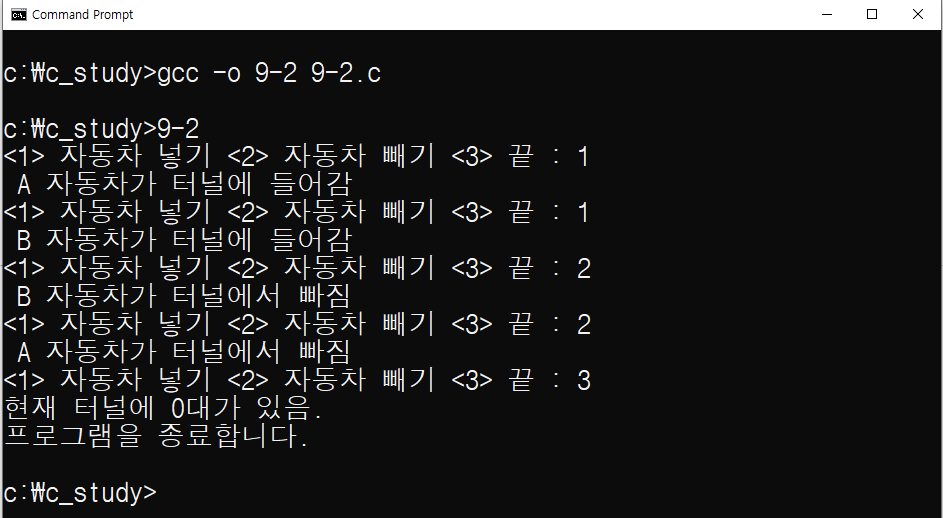 Command Prompt
c:₩c_study>gcc -o 9-2 9-2.c
c:₩c_study>9-2
<1> 자동차 넣기 <2> 자동차 빼기 <3> 끝 : 1
A 자동차가 터널에 들어감
<1> 자동차 넣기 <2> 자동차 빼기 <3> 끝 : 1
B 자동차가 터널에 들어감
<1> 자동차 넣기 <2> 자동차 빼기 <3> 끝 : 2
B 자동차가 터널에서 빠짐
<1> 자동차 넣기 <2> 자동차 빼기 <3> 끝 : 2
A 자동차가 터널에서 빠짐
<1> 자동차 넣기 <2> 자동차 빼기 <3> 끝 : 3
현재 터널에 0대가 있음.
프로그램을 종료합니다.
c:₩c_study>